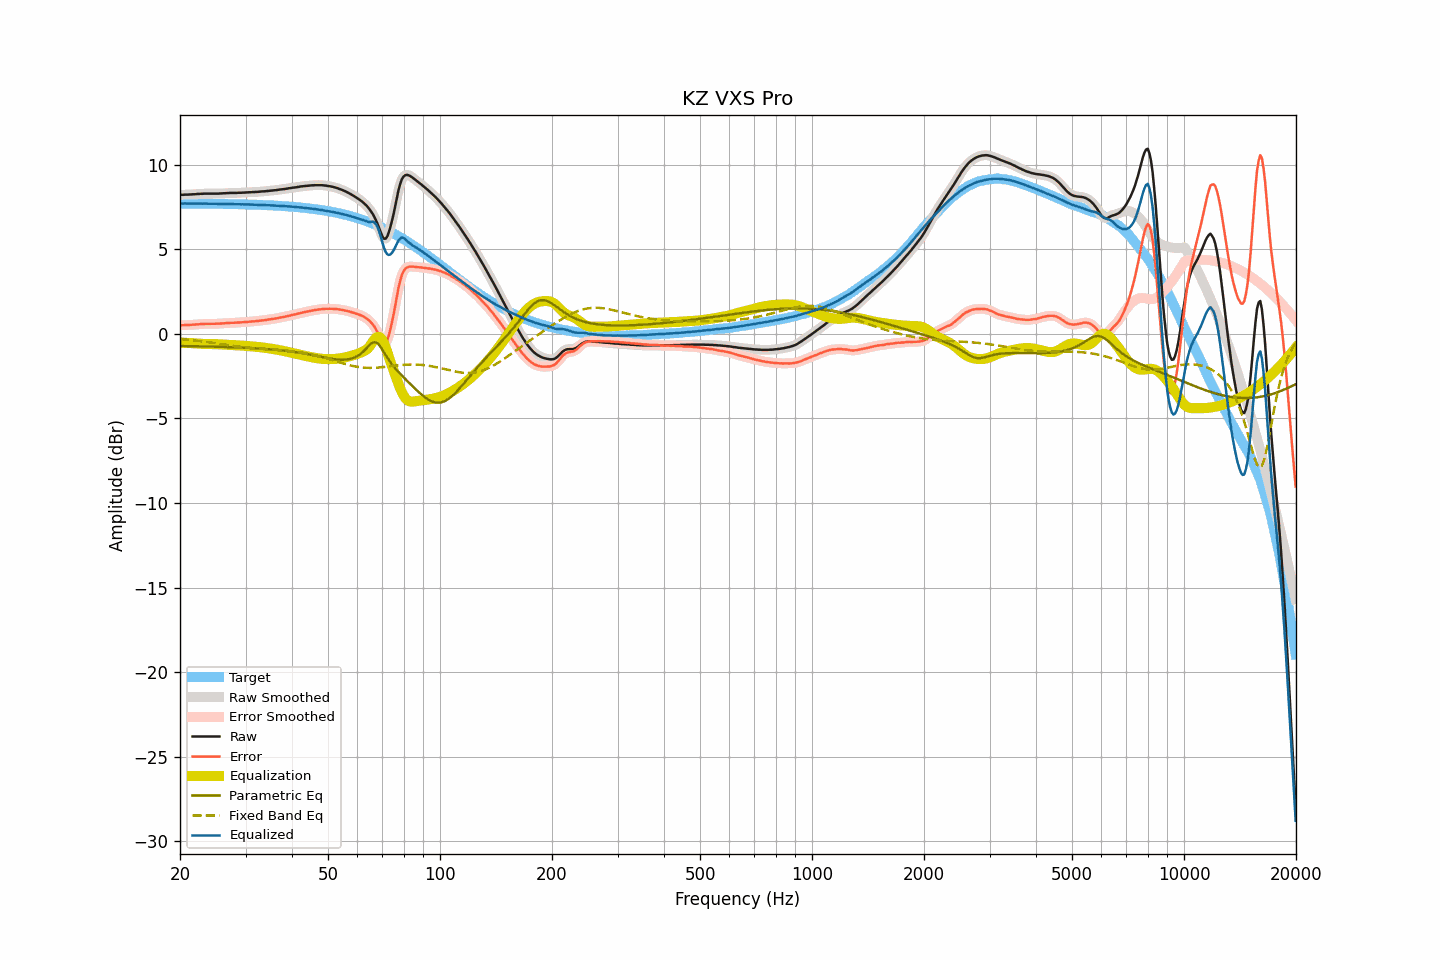 KZ VXS Pro
10
5
0
−5
−10
−15
−20
−25
−30
Amplitude (dBr)
Target
Raw Smoothed
Error Smoothed
Raw
Error
Equalization
Parametric Eq
Fixed Band Eq
Equalized
20 50 100 200 500 1000 2000 5000 10000 20000
Frequency (Hz)